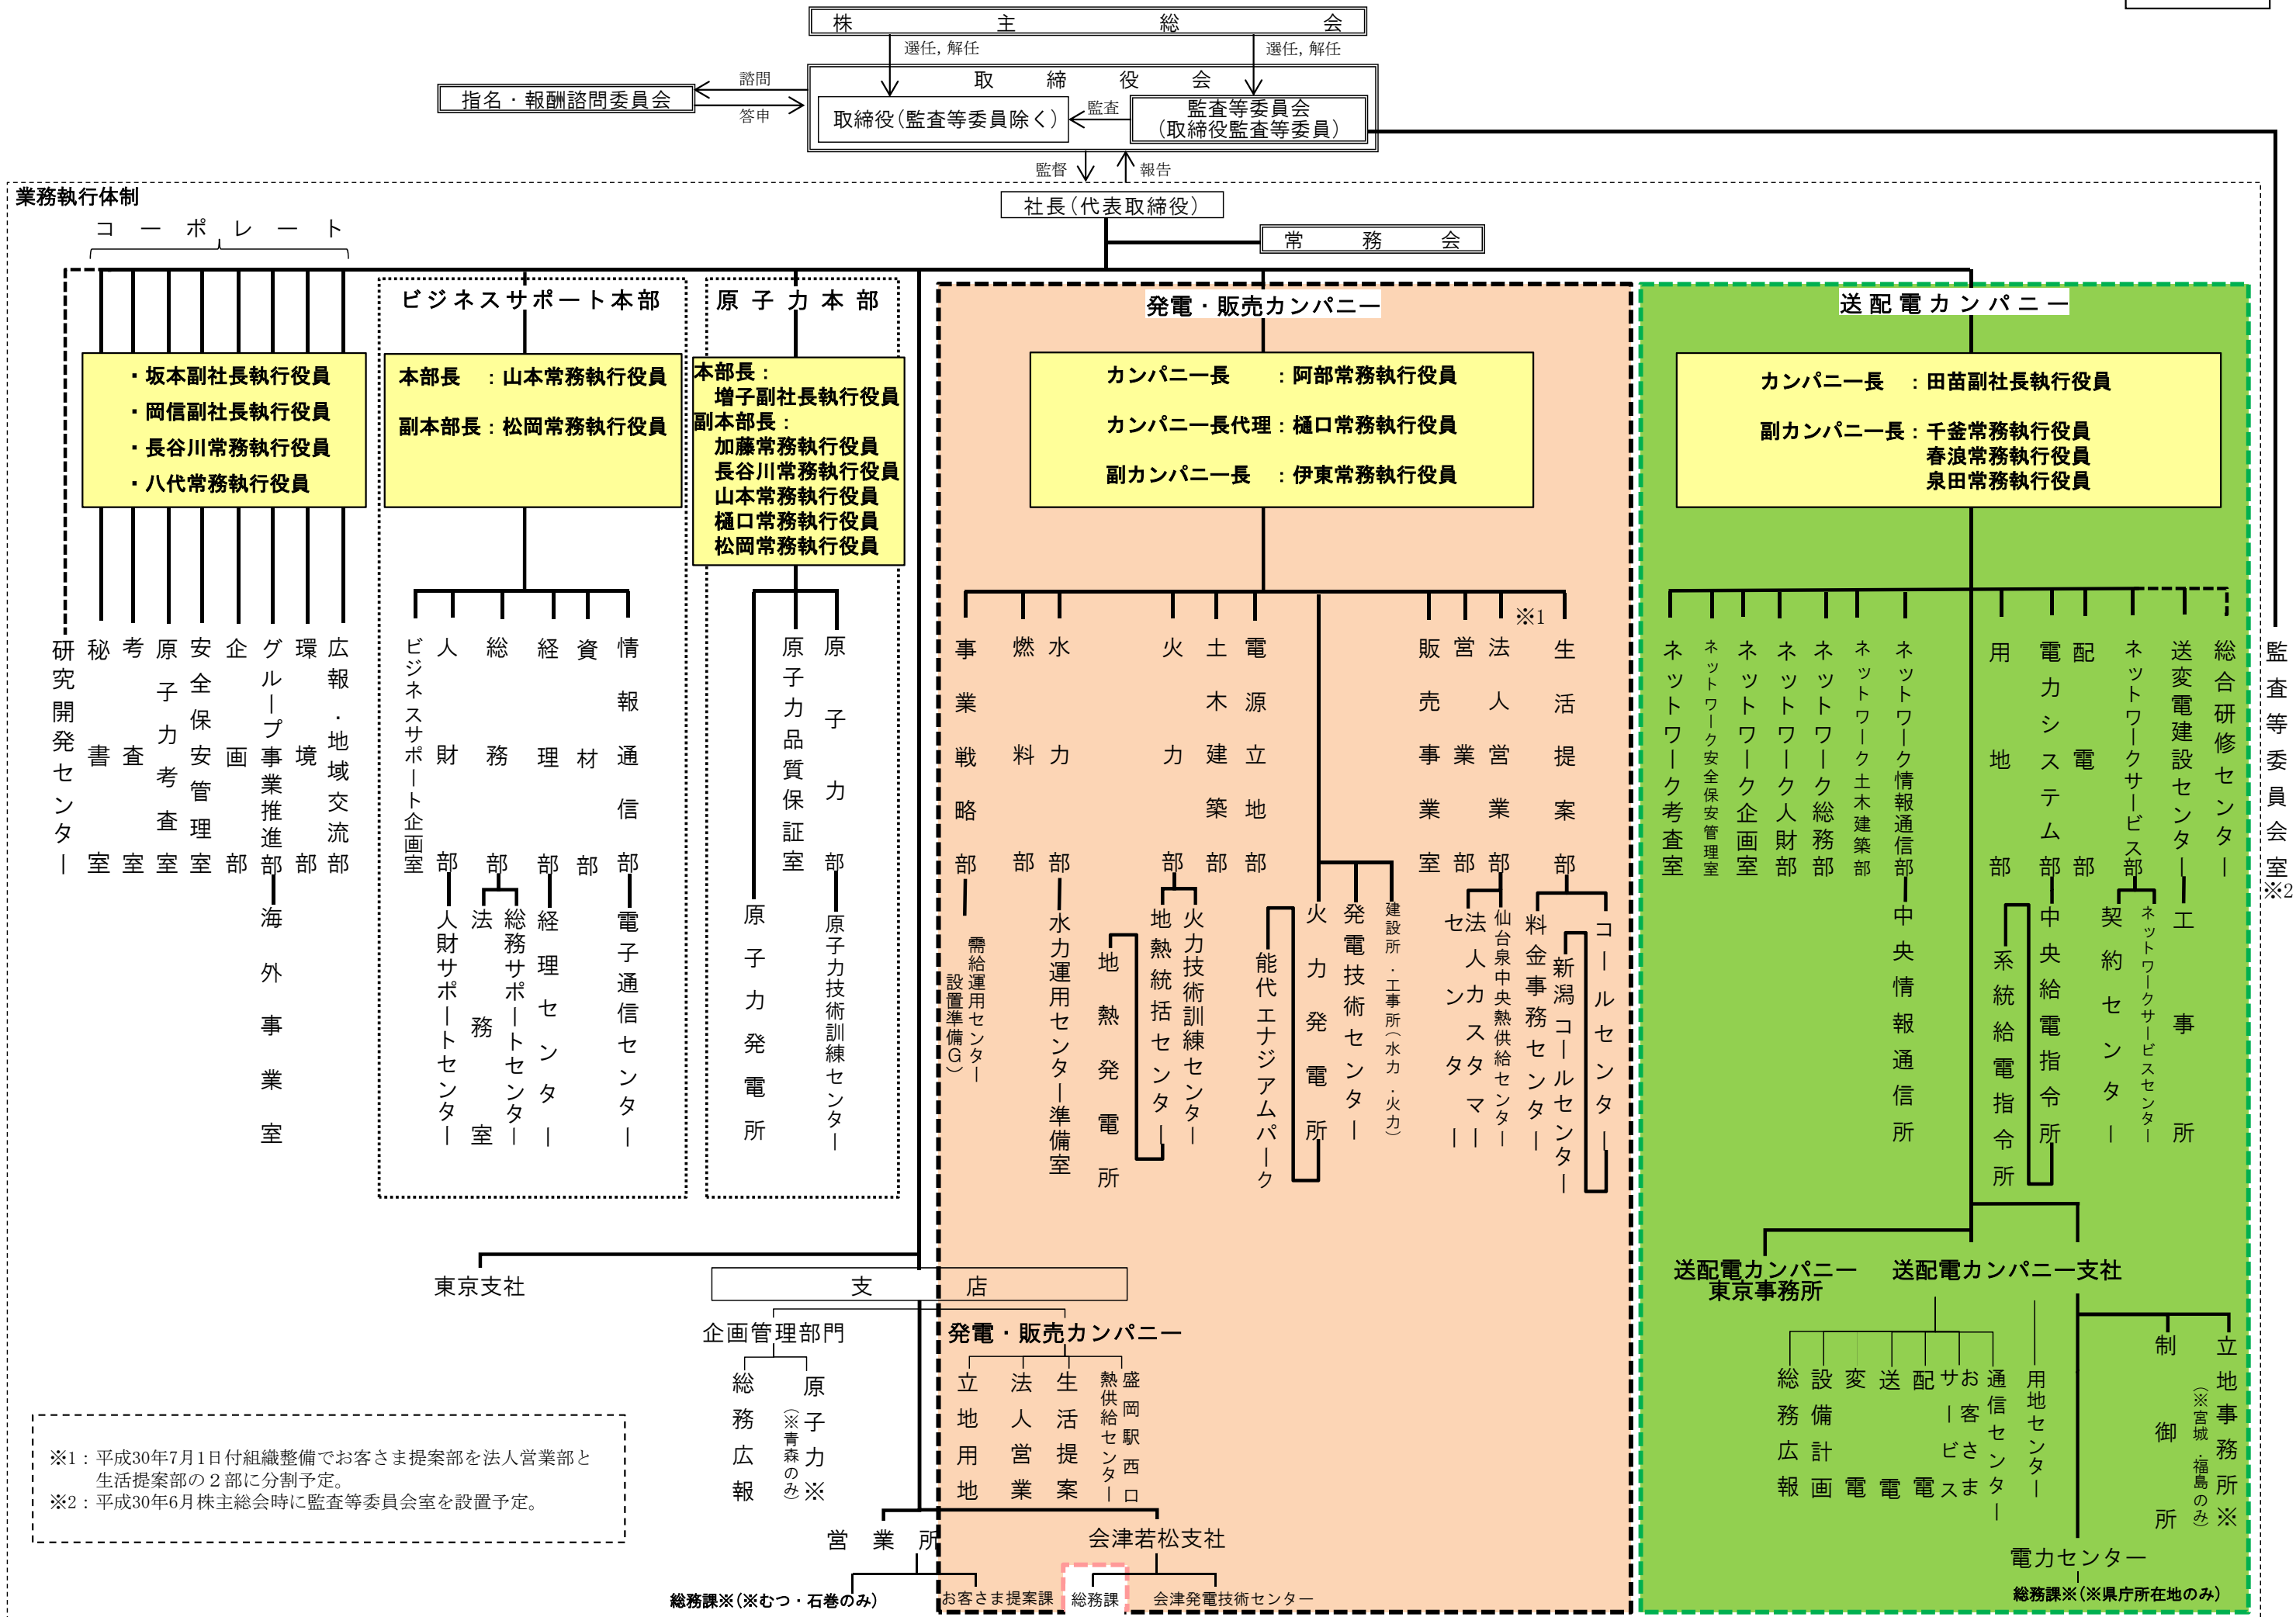 株主総会
選任, 解任
選任, 解任
取締役会
諮問
指名・報酬諮問委員会
答申
取締役(監査等委員除く)
監査
監査等委員会
(取締役監査等委員)
監督
報告
業務執行体制
社長(代表取締役)
常務会
コーポレート
ビジネスサポート本部
原子力本部
発電・販売カンパニー
送配電カンパニー
・坂本副社長執行役員
・岡信副社長執行役員
・長谷川常務執行役員
・八代常務執行役員
本部長　：山本常務執行役員
副本部長：松岡常務執行役員
本部長：
増子副社長執行役員
副本部長：
加藤常務執行役員
長谷川常務執行役員
山本常務執行役員
樋口常務執行役員
松岡常務執行役員
カンパニー長　：阿部常務執行役員
カンパニー長代理：樋口常務執行役員
副カンパニー長　：伊東常務執行役員
カンパニー長　：田苗副社長執行役員
副カンパニー長：千釜常務執行役員
春浪常務執行役員
泉田常務執行役員
研究開発センター
秘書室
考査室
原子力考査室
安全保安管理室
企画部
グループ事業推進部
環境部
広報・地域交流部
海外事業室
ビジネスサポート企画室
人財部
総務部
経理部
資材部
情報通信部
人財サポートセンター
法務室
総務サポートセンター
経理センター
電子通信センター
原子力品質保証室
原子力部
原子力発電所
原子力技術訓練センター
事業戦略部
燃料部
水力部
火力部
土木建築部
電源立地部
販売事業室
営業部
法人営業部
※1
生活提案部
需給運用センター
設置準備G)
水力運用センター準備室
地熱発電所
地熱統括センター
火力技術訓練センター
能代エナジアムパーク
火力発電所
発電技術センター
建設所・工事所(水力・火力)
法人カスタマー
センター
仙台泉中央熱供給センター
料金事務センター
新潟コールセンター
コールセンター
ネットワーク考査室
ネットワーク安全保安管理室
ネットワーク企画室
ネットワーク人財部
ネットワーク総務部
ネットワーク土木建築部
ネットワーク情報通信部
用地部
電力システム部
配電部
ネットワークサービス部
送変電建設センター
総合研修センター
監査等委員会室
※2
中央情報通信所
系統給電指令所
中央給電指令所
契約センター
ネットワークサービスセンター
工事所
東京支社
支店
企画管理部門
発電・販売カンパニー
総務広報
原子力※
(※青森のみ)
立地用地
法人営業
生活提案
盛岡駅西口
熱供給センター
営業所
会津若松支社
総務課※(※むつ・石巻のみ)
お客さま提案課
総務課
会津発電技術センター
送配電カンパニー
東京事務所
送配電カンパニー支社
総務広報
設備計画
変電
送電
配電
お客さま
サービス
通信センター
用地センター
制御所
立地事務所※
(※宮城・福島のみ)
電力センター
総務課※(※県庁所在地のみ)
※1：平成30年7月1日付組織整備でお客さま提案部を法人営業部と
生活提案部の２部に分割予定。
※2：平成30年6月株主総会時に監査等委員会室を設置予定。